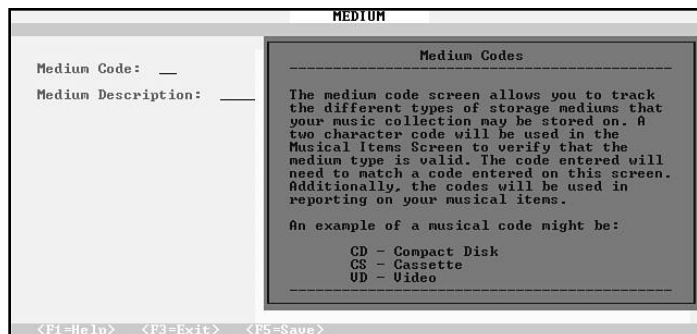 MEDIUM
Medium Code: __
Medium Description: ____
Medium Codes
The medium code screen allows you to track
the different types of storage mediums that
your music collection may be stored on. A
two character code will be used in the
Musical Items Screen to verify that the
medium type is valid. The code entered will
need to match a code entered on this screen.
Additionally, the codes will be used in
reporting on your musical items.
An example of a musical code might be:
CD - Compact Disk
CS - Cassette
VD - Video
<F1=Help> <F3=Exit> <F5=Save>